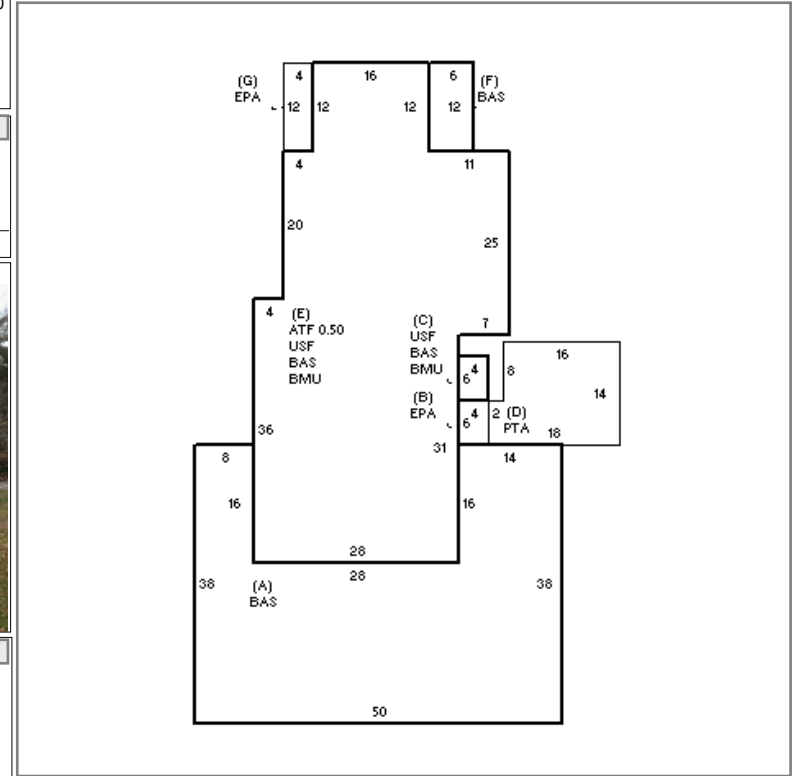 4
16
6
(G)
EPA
(F)
BAS
12
12
12
12
4
11
20
25
4
(E)
ATF 0.50
USF
BAS
BMU
(C)
USF
BAS
BMU
7
16
4
6
8
14
(B)
EPA
4
6
2
(D)
PTA
18
36
31
8
14
16
16
28
28
38
38
(A)
BAS
50